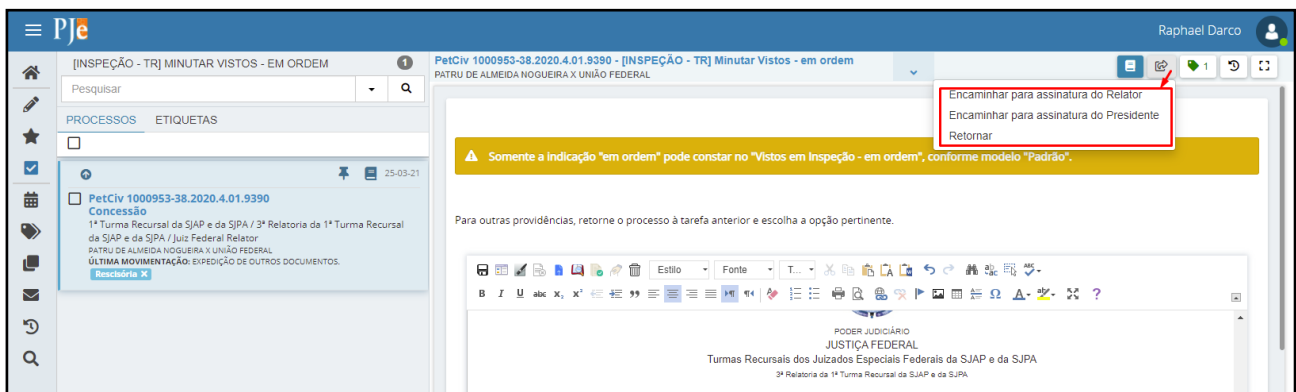 PJe
Raphael Darco
[INSPEÇÃO - TR] MINUTAR VISTOS - EM ORDEM 1
Pesquisar
PROCESSOS ETIQUETAS
25-03-21
PetCiv 1000953-38.2020.4.01.9390
Concessão
1ª Turma Recursal da SJAP e da SJPA / 3ª Relatoria da 1ª Turma Recursal
da SJAP e da SJPA / Juiz Federal Relator
PATRU DE ALMEIDA NOGUEIRA X UNIÃO FEDERAL
ÚLTIMA MOVIMENTAÇÃO: EXPEDIÇÃO DE OUTROS DOCUMENTOS.
Rescisória X
PetCiv 1000953-38.2020.4.01.9390 - [INSPEÇÃO - TR] Minutar Vistos - em ordem
PATRU DE ALMEIDA NOGUEIRA X UNIÃO FEDERAL
1
Encaminhar para assinatura do Relator
Encaminhar para assinatura do Presidente
Retornar
Somente a indicação "em ordem" pode constar no "Vistos em Inspeção - em ordem", conforme modelo "Padrão".
Para outras providências, retorne o processo à tarefa anterior e escolha a opção pertinente.
Estilo Fonte T...
B I U abc x₂ x²
PODER JUDICIÁRIO
JUSTIÇA FEDERAL
Turmas Recursais dos Juizados Especiais Federais da SJAP e da SJPA
3ª Relatoria da 1ª Turma Recursal da SJAP e da SJPA